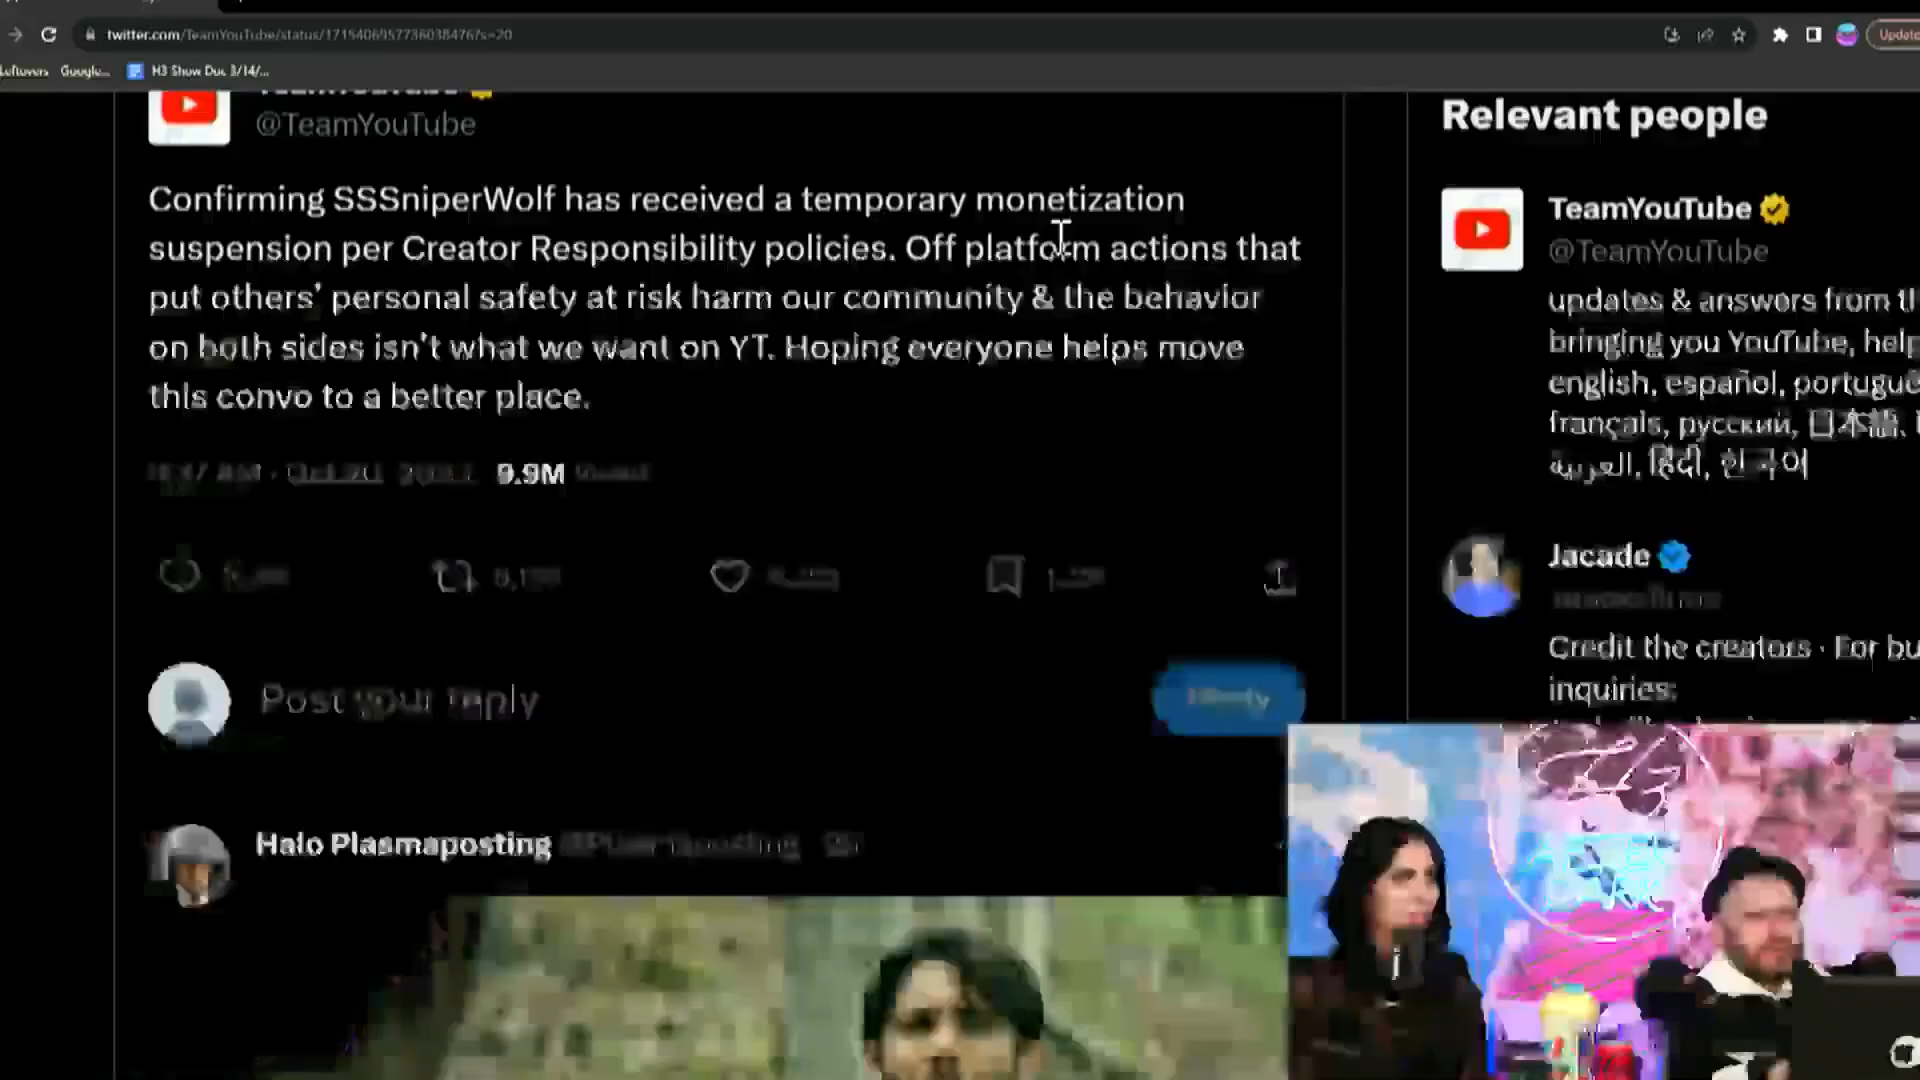 twitter.com/TeamYouTube/status/1715406957736038476?s=20
Update
Leftovers Google... H3 Show Doc 3/14/...
@TeamYouTube
Confirming SSSniperWolf has received a temporary monetization
suspension per Creator Responsibility policies. Off platform actions that
put others' personal safety at risk harm our community & the behavior
on both sides isn't what we want on YT. Hoping everyone helps move
this convo to a better place.
9.9M
Post your reply
Halo Plasmaposting
Relevant people
TeamYouTube
@TeamYouTube
updates & answers from
bringing you YouTube, help
english, español,
français, русский, 日本語,
العربية, हिंदी, 한국어
Jacade
Credit the creators · For
inquiries: